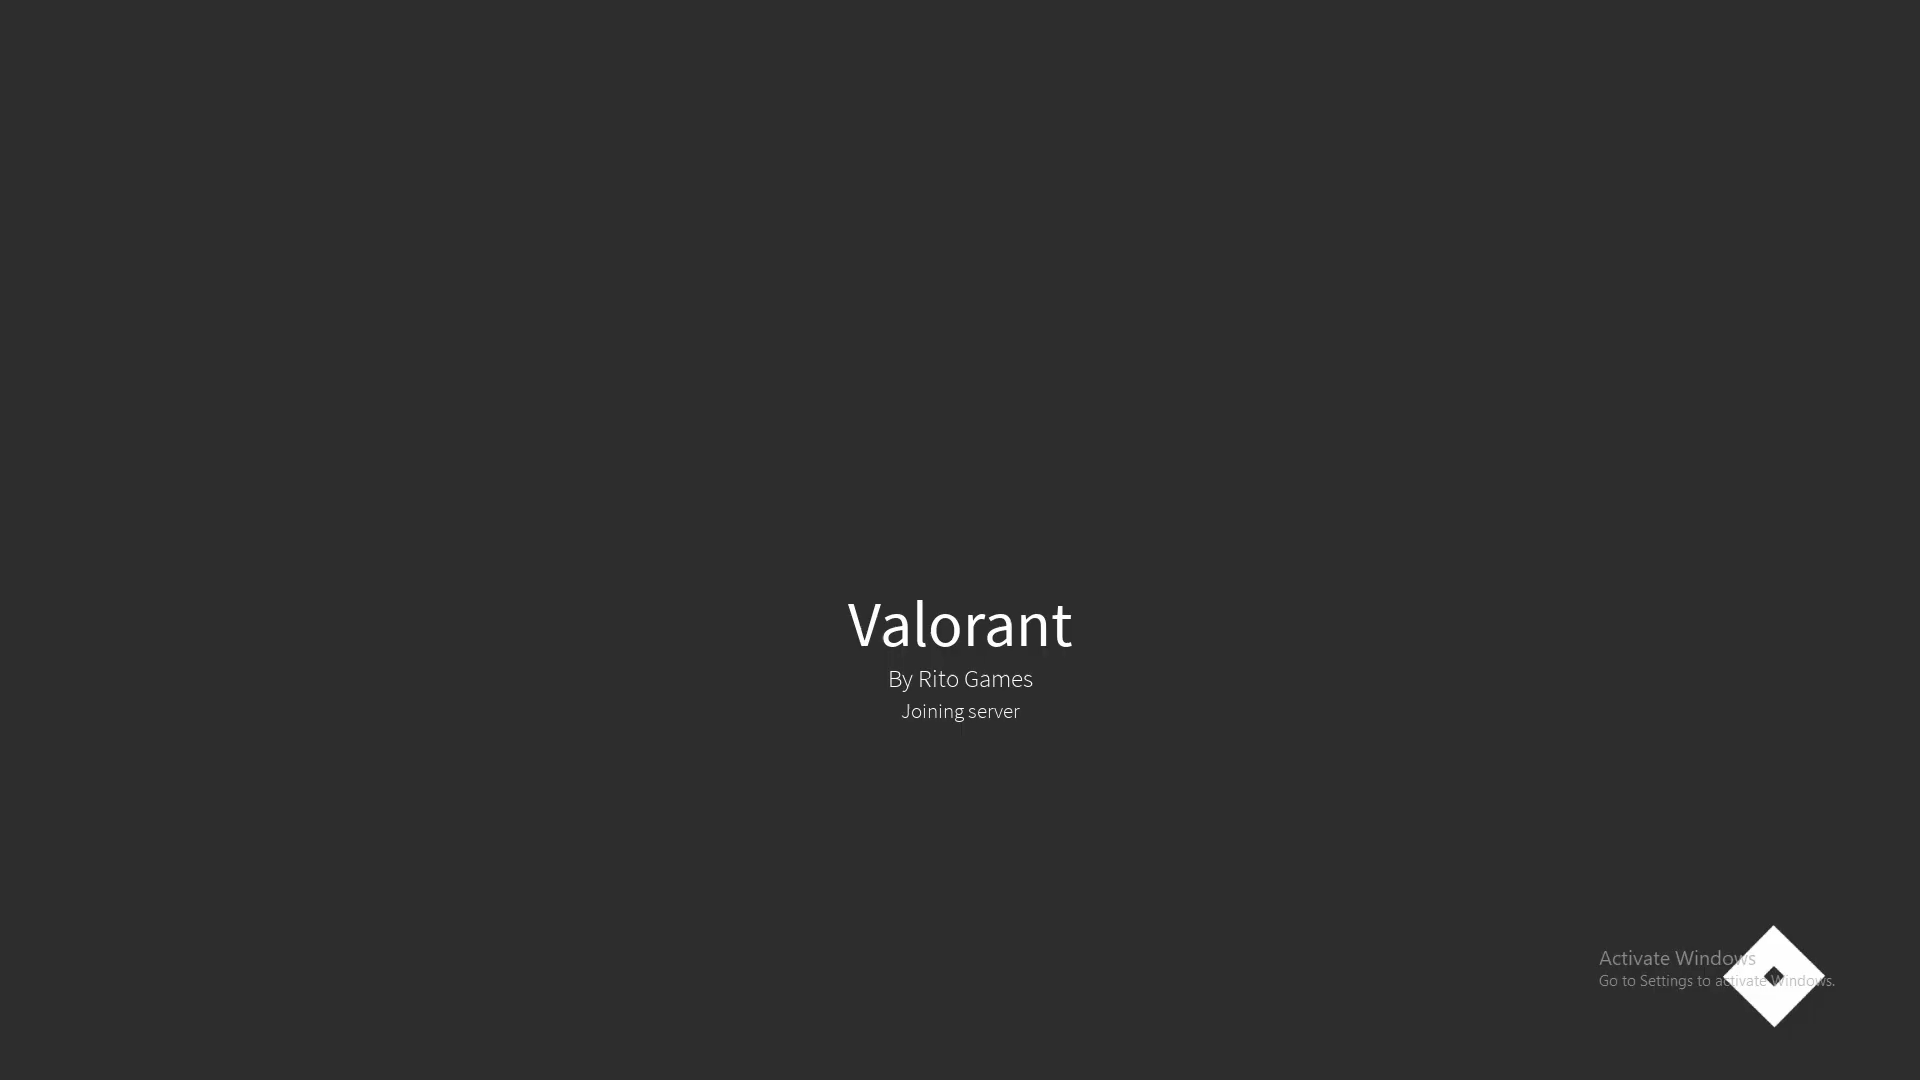 Valorant
By Rito Games
Joining server
Activate Windows
Go to Settings to activate Windows.